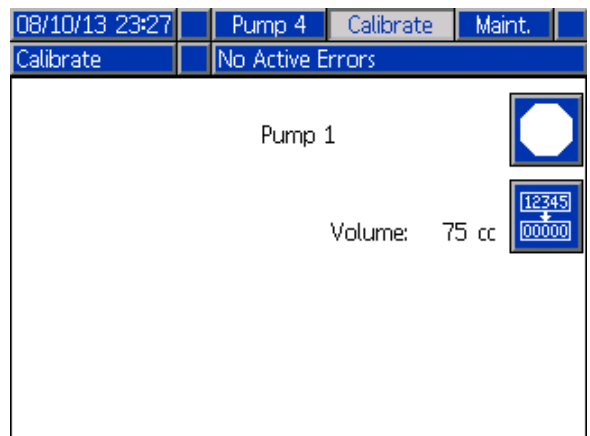 08/10/13 23:27 Pump 4 Calibrate Maint.
Calibrate No Active Errors
Pump 1
12345
Volume: 75 cc
00000